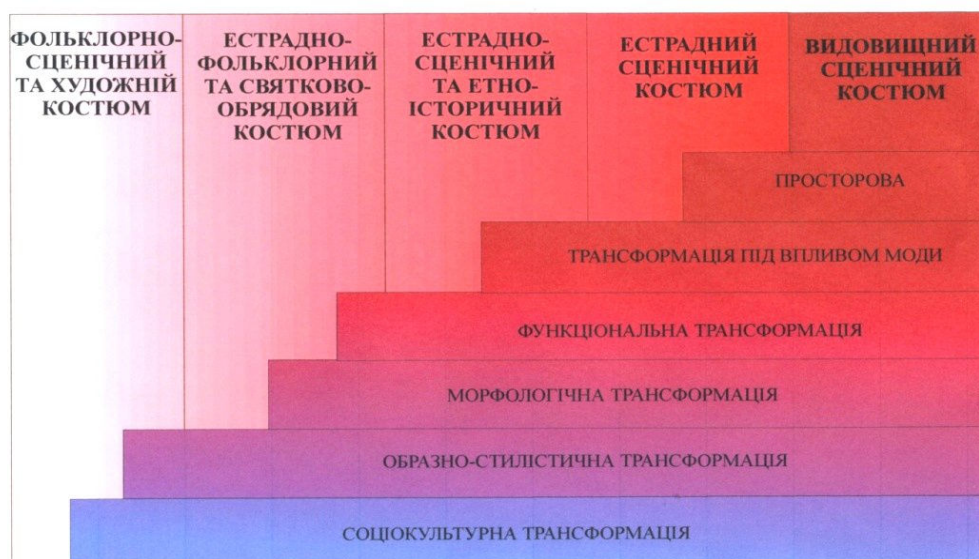 ФОЛЬКЛОРНО-
СЦЕНІЧНИЙ
ТА ХУДОЖНІЙ
КОСТЮМ
ЕСТРАДНО-
ФОЛЬКЛОРНИЙ
ТА СВЯТКОВО-
ОБРЯДОВИЙ
КОСТЮМ
ЕСТРАДНО-
СЦЕНІЧНИЙ
ТА ЕТНО-
ІСТОРИЧНИЙ
КОСТЮМ
ЕСТРАДНИЙ
СЦЕНІЧНИЙ
КОСТЮМ
ВИДОВИЩНИЙ
СЦЕНІЧНИЙ
КОСТЮМ
ПРОСТОРОВА
ТРАНСФОРМАЦІЯ ПІД ВПЛИВОМ МОДИ
ФУНКЦІОНАЛЬНА ТРАНСФОРМАЦІЯ
МОРФОЛОГІЧНА ТРАНСФОРМАЦІЯ
ОБРАЗНО-СТИЛІСТИЧНА ТРАНСФОРМАЦІЯ
СОЦІОКУЛЬТУРНА ТРАНСФОРМАЦІЯ